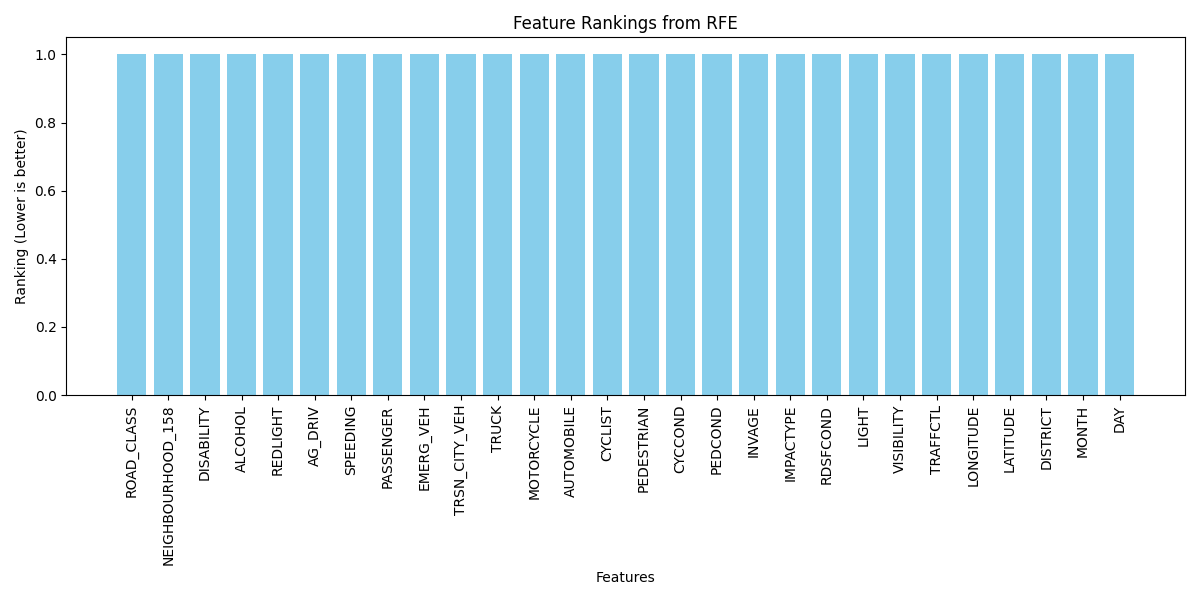 Feature Rankings from RFE
Ranking (Lower is better)
1.0
0.8
0.6
0.4
0.2
0.0
ROAD_CLASS
NEIGHBOURHOOD_158
DISABILITY
ALCOHOL
REDLIGHT
AG_DRIV
SPEEDING
PASSENGER
EMERG_VEH
TRSN_CITY_VEH
TRUCK
MOTORCYCLE
AUTOMOBILE
CYCLIST
PEDESTRIAN
CYCCOND
PEDCOND
INVAGE
IMPACTYPE
RDSFCOND
LIGHT
VISIBILITY
TRAFFCTL
LONGITUDE
LATITUDE
DISTRICT
MONTH
DAY
Features